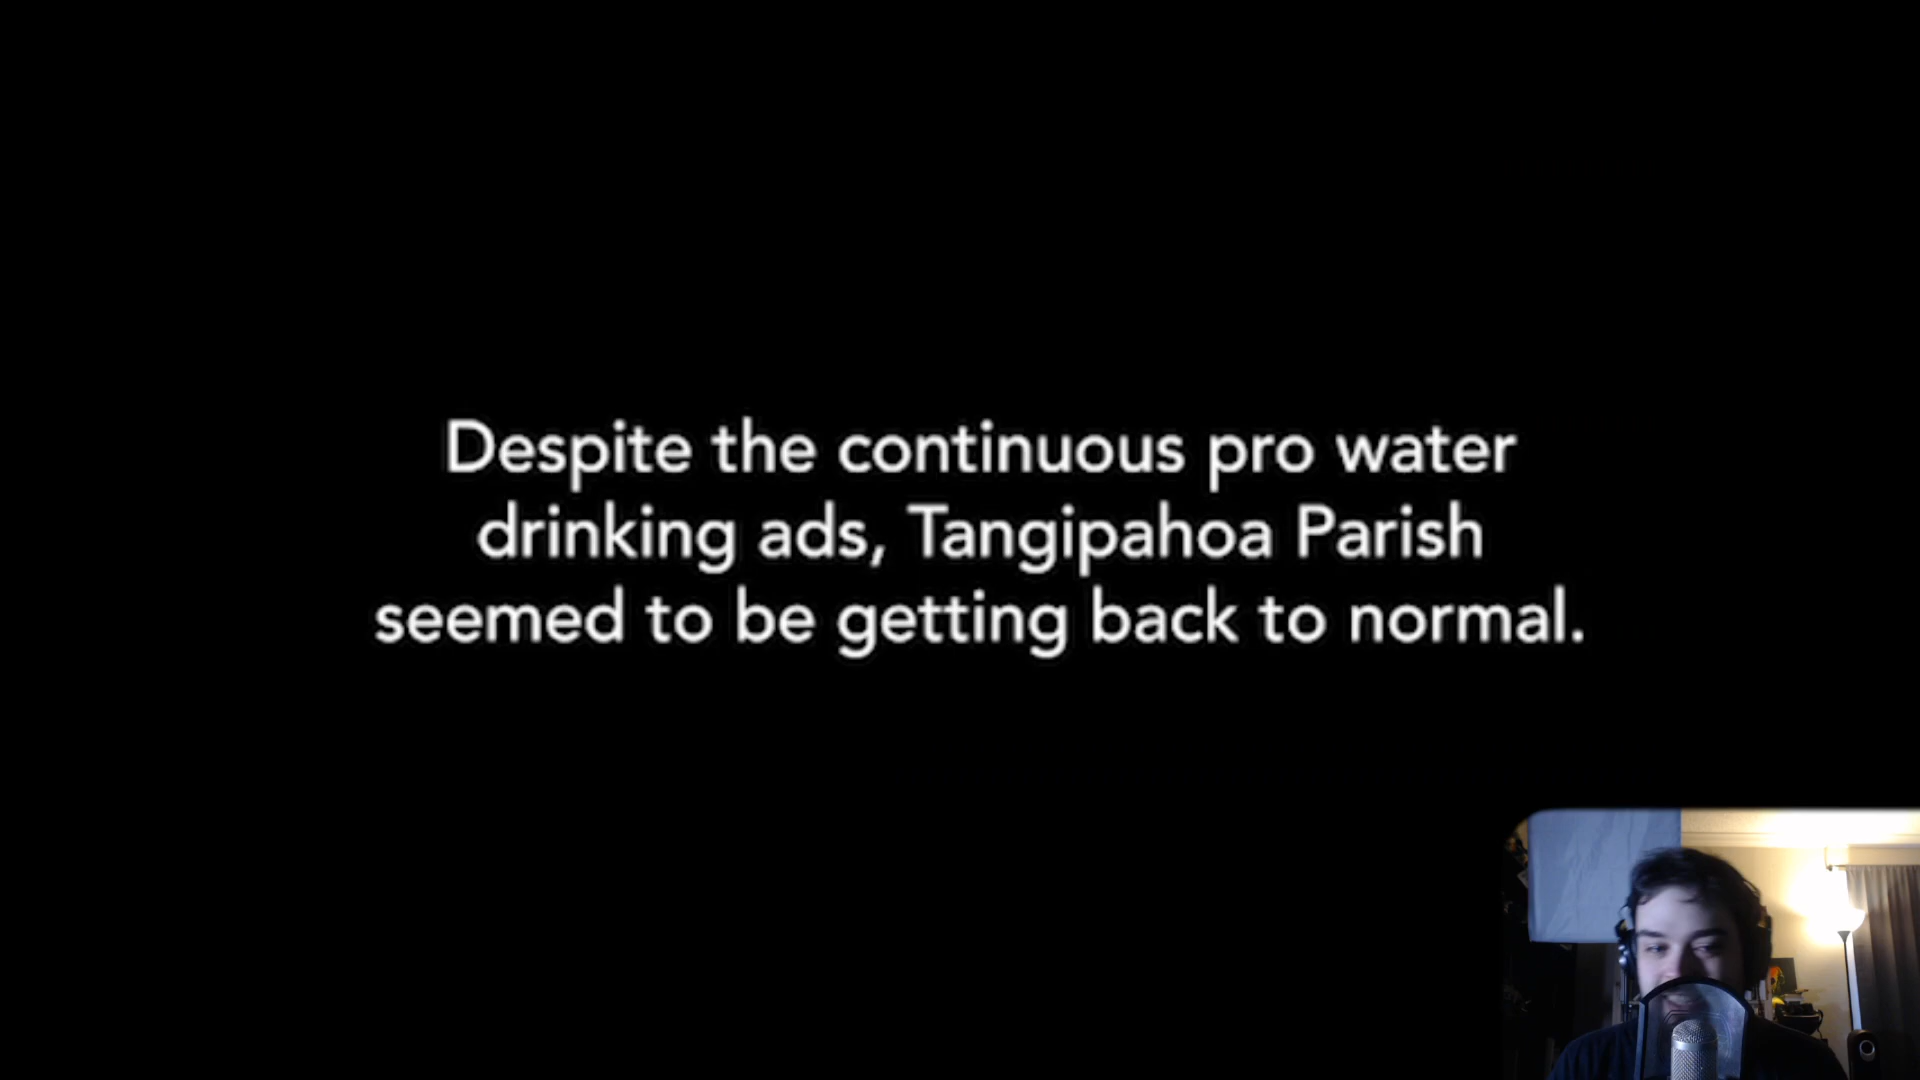 Despite the continuous pro water
drinking ads, Tangipahoa Parish
seemed to be getting back to normal.